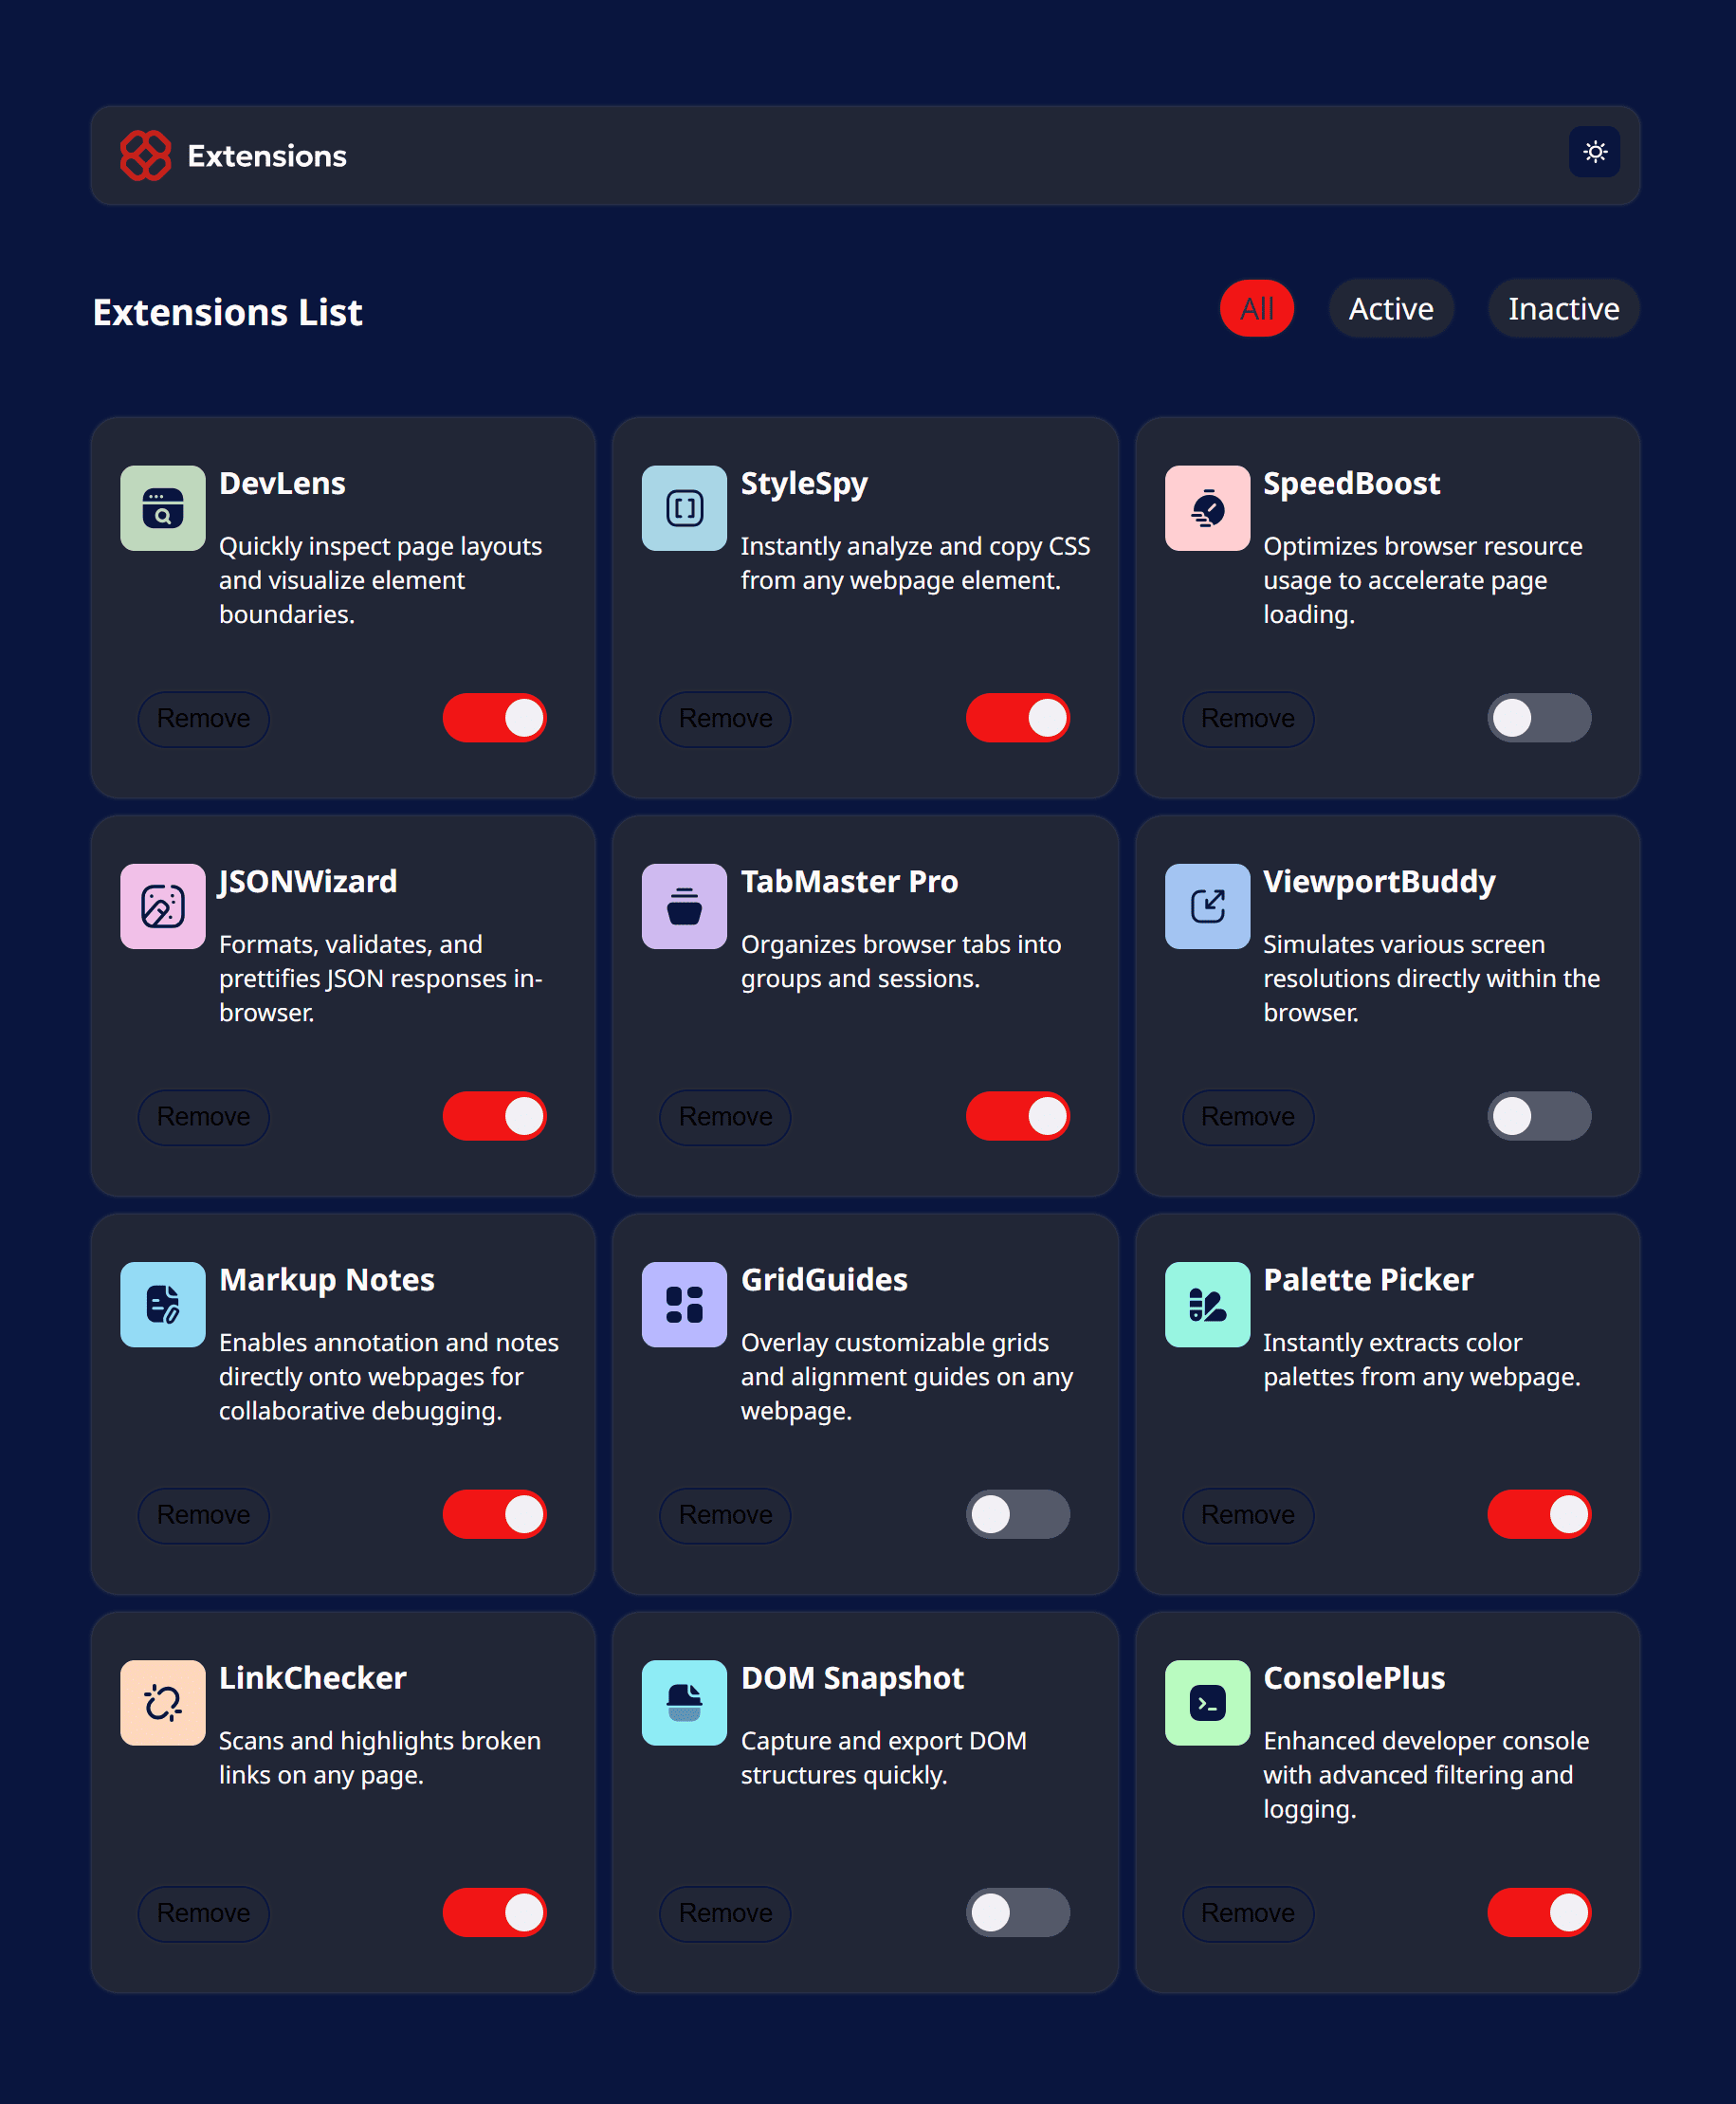 Extensions
Extensions List
All
Active
Inactive
DevLens
Quickly inspect page layouts
and visualize element
boundaries.
Remove
StyleSpy
Instantly analyze and copy CSS
from any webpage element.
Remove
SpeedBoost
Optimizes browser resource
usage to accelerate page
loading.
Remove
JSONWizard
Formats, validates, and
prettifies JSON responses in-
browser.
Remove
TabMaster Pro
Organizes browser tabs into
groups and sessions.
Remove
ViewportBuddy
Simulates various screen
resolutions directly within the
browser.
Remove
Markup Notes
Enables annotation and notes
directly onto webpages for
collaborative debugging.
Remove
GridGuides
Overlay customizable grids
and alignment guides on any
webpage.
Remove
Palette Picker
Instantly extracts color
palettes from any webpage.
Remove
LinkChecker
Scans and highlights broken
links on any page.
Remove
DOM Snapshot
Capture and export DOM
structures quickly.
Remove
ConsolePlus
Enhanced developer console
with advanced filtering and
logging.
Remove